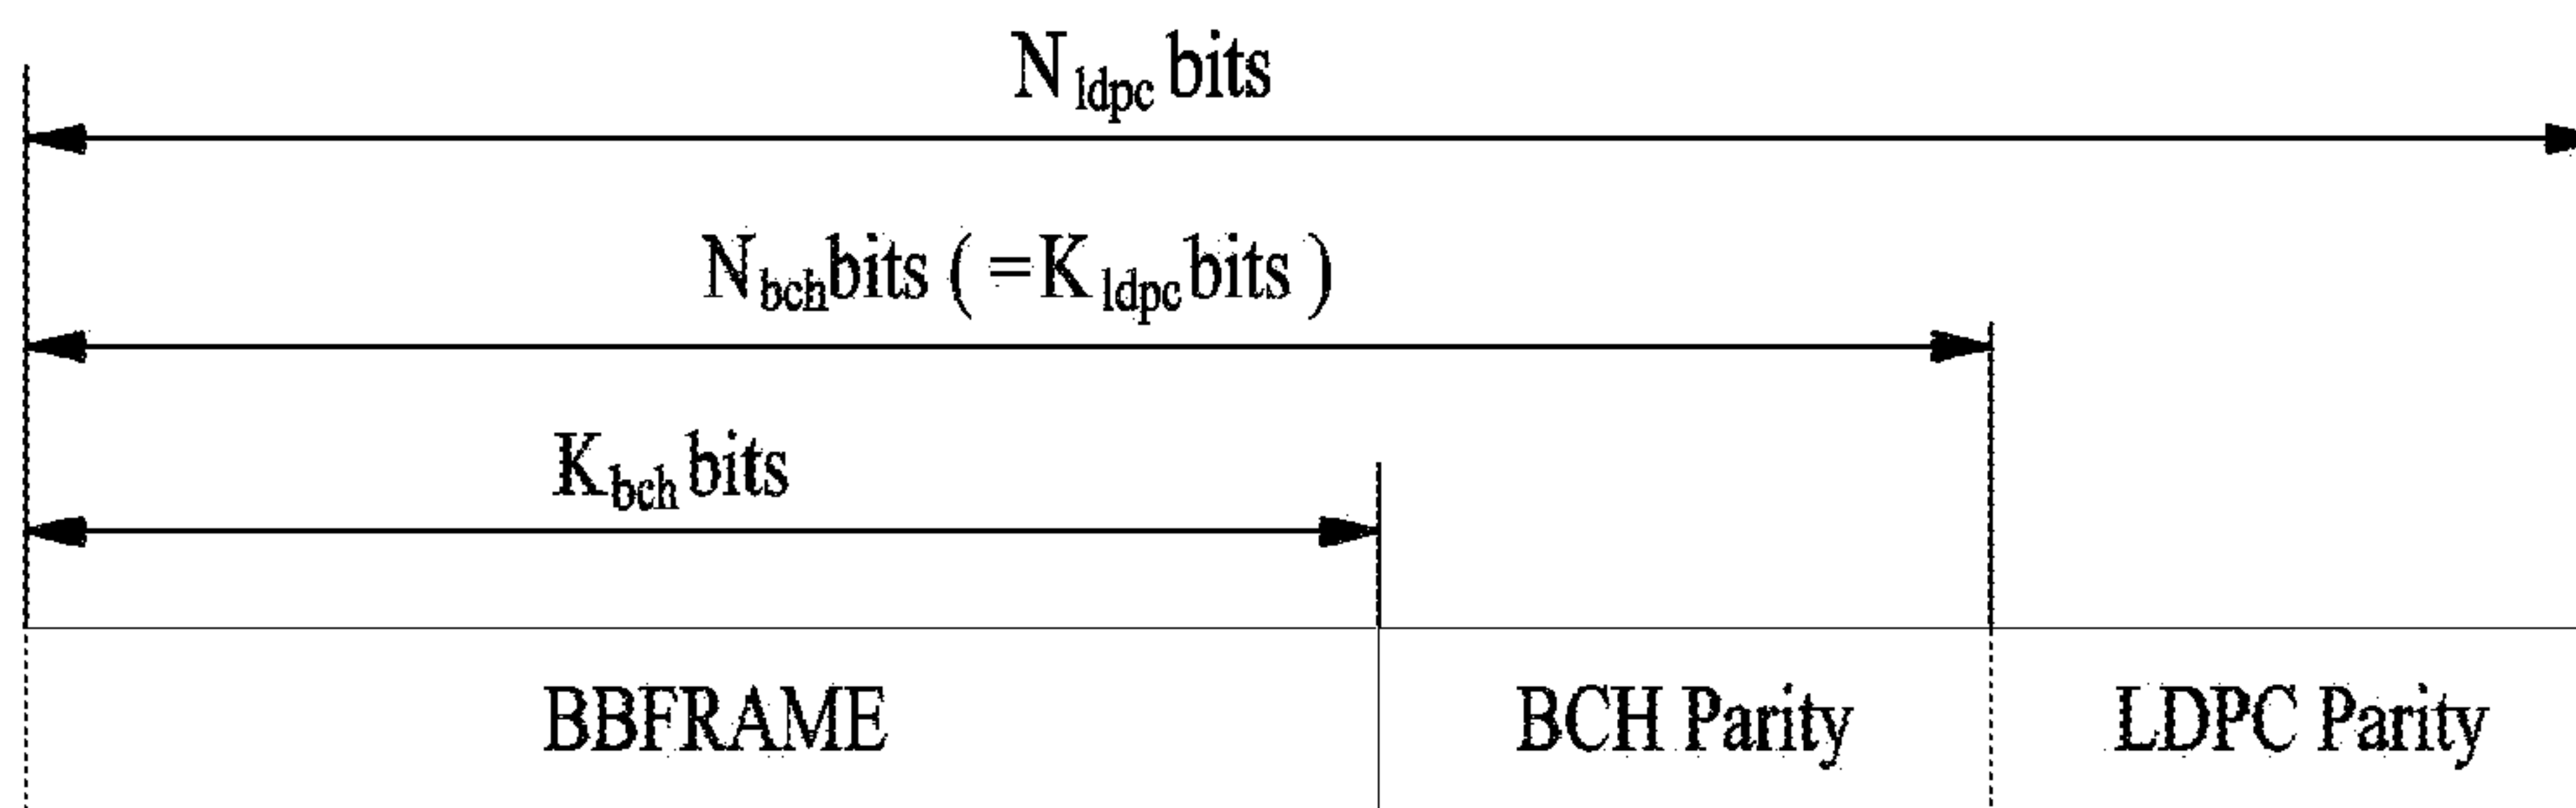 N ldpc bits
N bch bits ( = K ldpc bits )
K bch bits
BBFRAME BCH Parity LDPC Parity